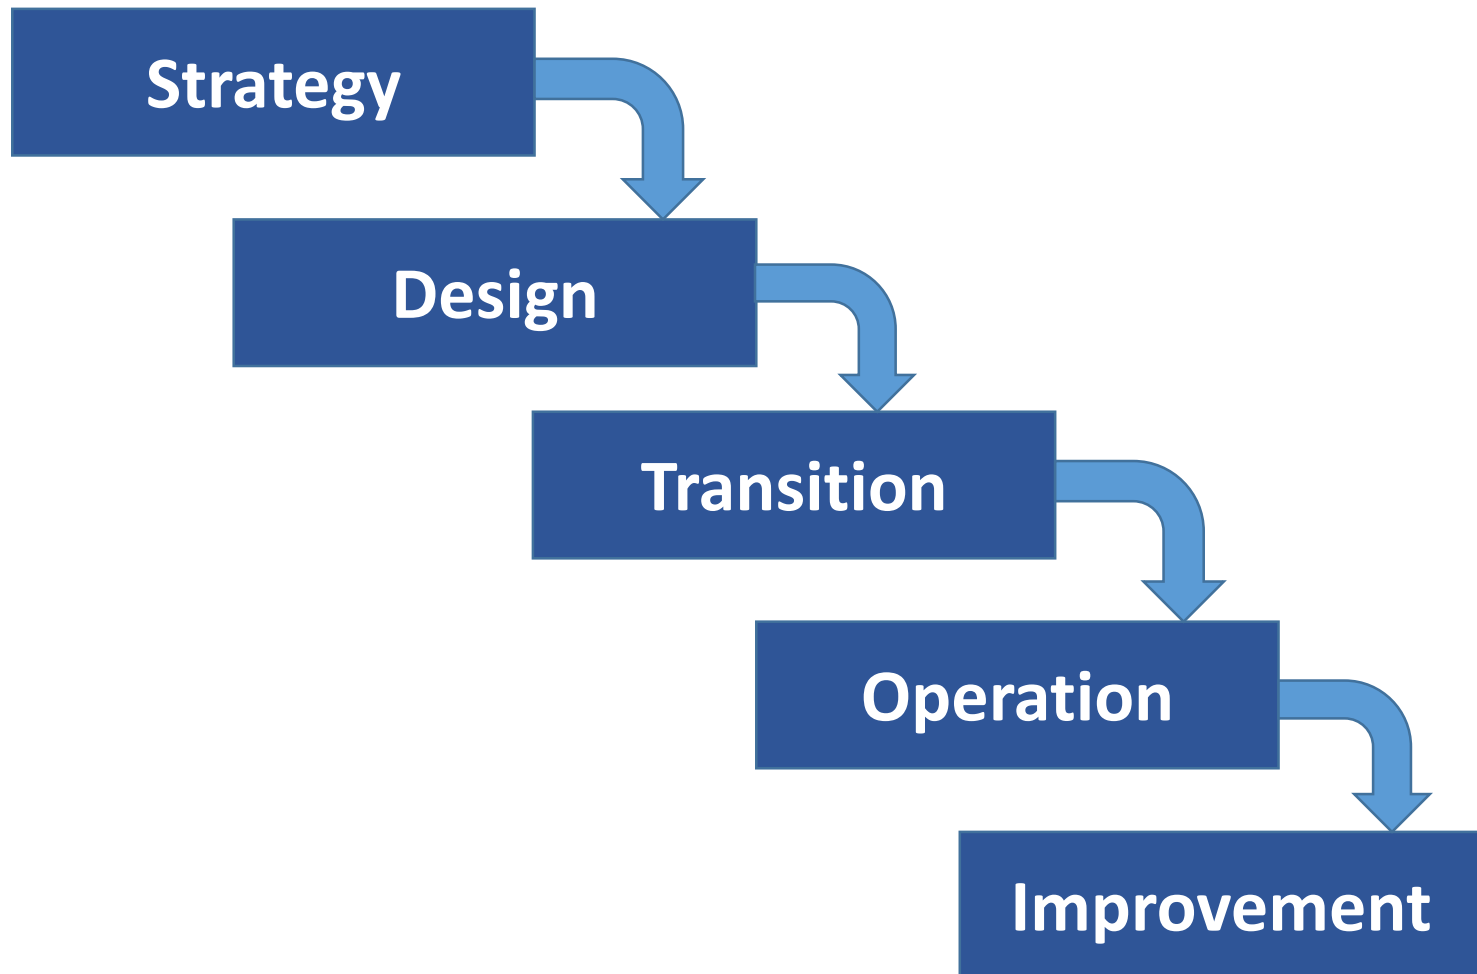 Strategy
Design
Transition
Operation
Improvement